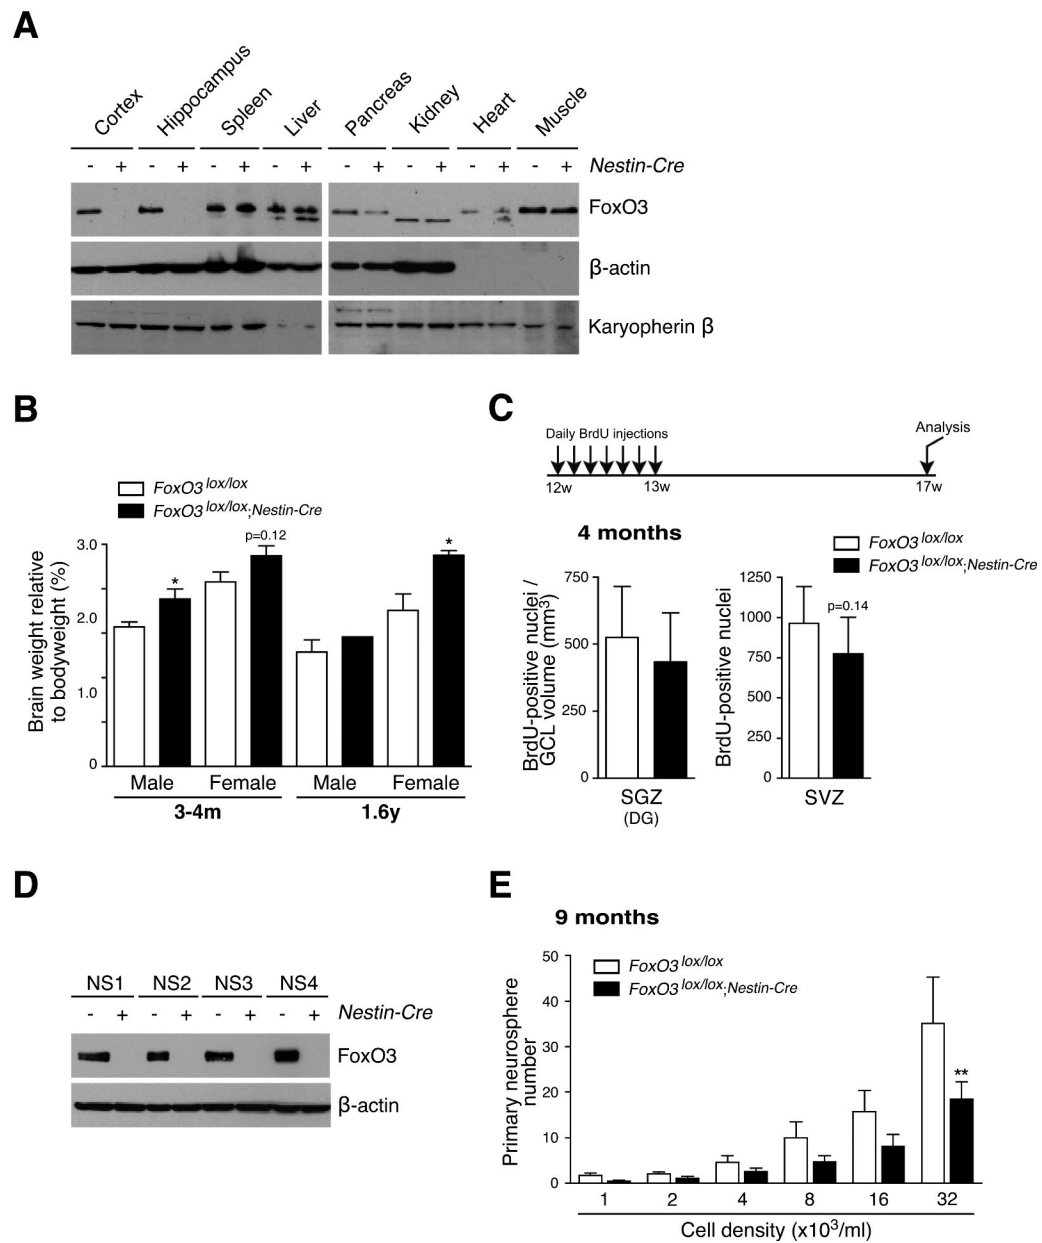 A
Cortex Hippocampus Spleen Liver Pancreas Kidney Heart Muscle
- + - + - + - + - + - + - + - + Nestin-Cre
FoxO3
β-actin
Karyopherin β
B
FoxO3 lox/lox
FoxO3 lox/lox;Nestin-Cre
Brain weight relative
to bodyweight (%)
3.0
2.0
1.0
0
*
p=0.12
*
Male Female Male Female
3-4m 1.6y
C
Daily BrdU injections
Analysis
12w 13w 17w
4 months
FoxO3 lox/lox
FoxO3 lox/lox;Nestin-Cre
BrdU-positive nuclei /
GCL volume (mm3)
750
500
250
0
SGZ
(DG)
BrdU-positive nuclei
1250
1000
750
500
250
0
p=0.14
SVZ
D
NS1 NS2 NS3 NS4
- + - + - + - + Nestin-Cre
FoxO3
β-actin
E
9 months
FoxO3 lox/lox
FoxO3 lox/lox;Nestin-Cre
Primary neurosphere
number
50
40
30
20
10
0
**
1 2 4 8 16 32
Cell density (x103/ml)